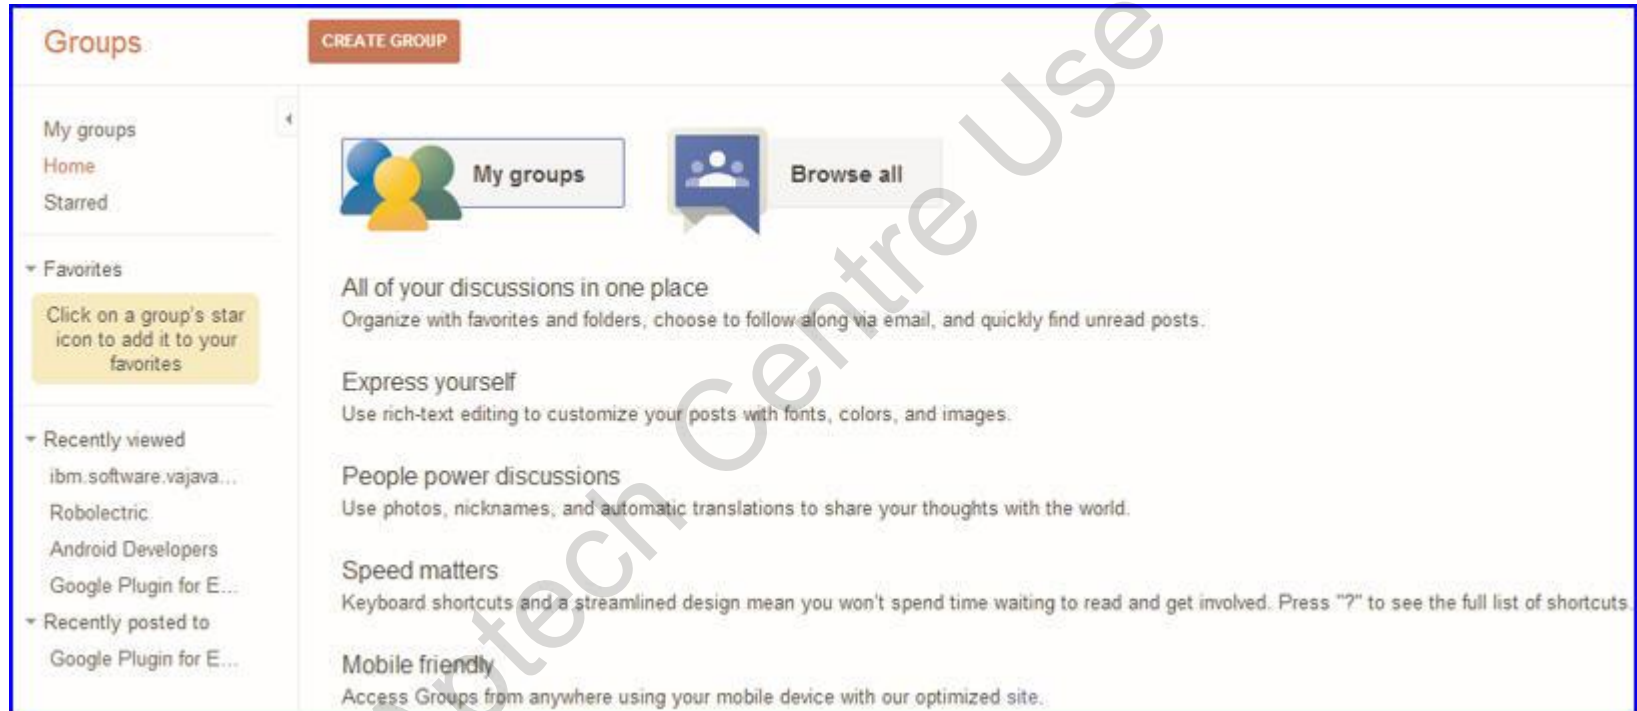 Groups
CREATE GROUP
My groups
Home
Starred
Favorites
Click on a group's star
icon to add it to your
favorites
Recently viewed
ibm.software.vajava...
Robolectric
Android Developers
Google Plugin for E...
Recently posted to
Google Plugin for E...
My groups
Browse all
All of your discussions in one place
Organize with favorites and folders, choose to follow along via email, and quickly find unread posts.
Express yourself
Use rich-text editing to customize your posts with fonts, colors, and images.
People power discussions
Use photos, nicknames, and automatic translations to share your thoughts with the world.
Speed matters
Keyboard shortcuts and a streamlined design mean you won't spend time waiting to read and get involved. Press "?" to see the full list of shortcuts.
Mobile friendly
Access Groups from anywhere using your mobile device with our optimized site.
Aptech Centre Use